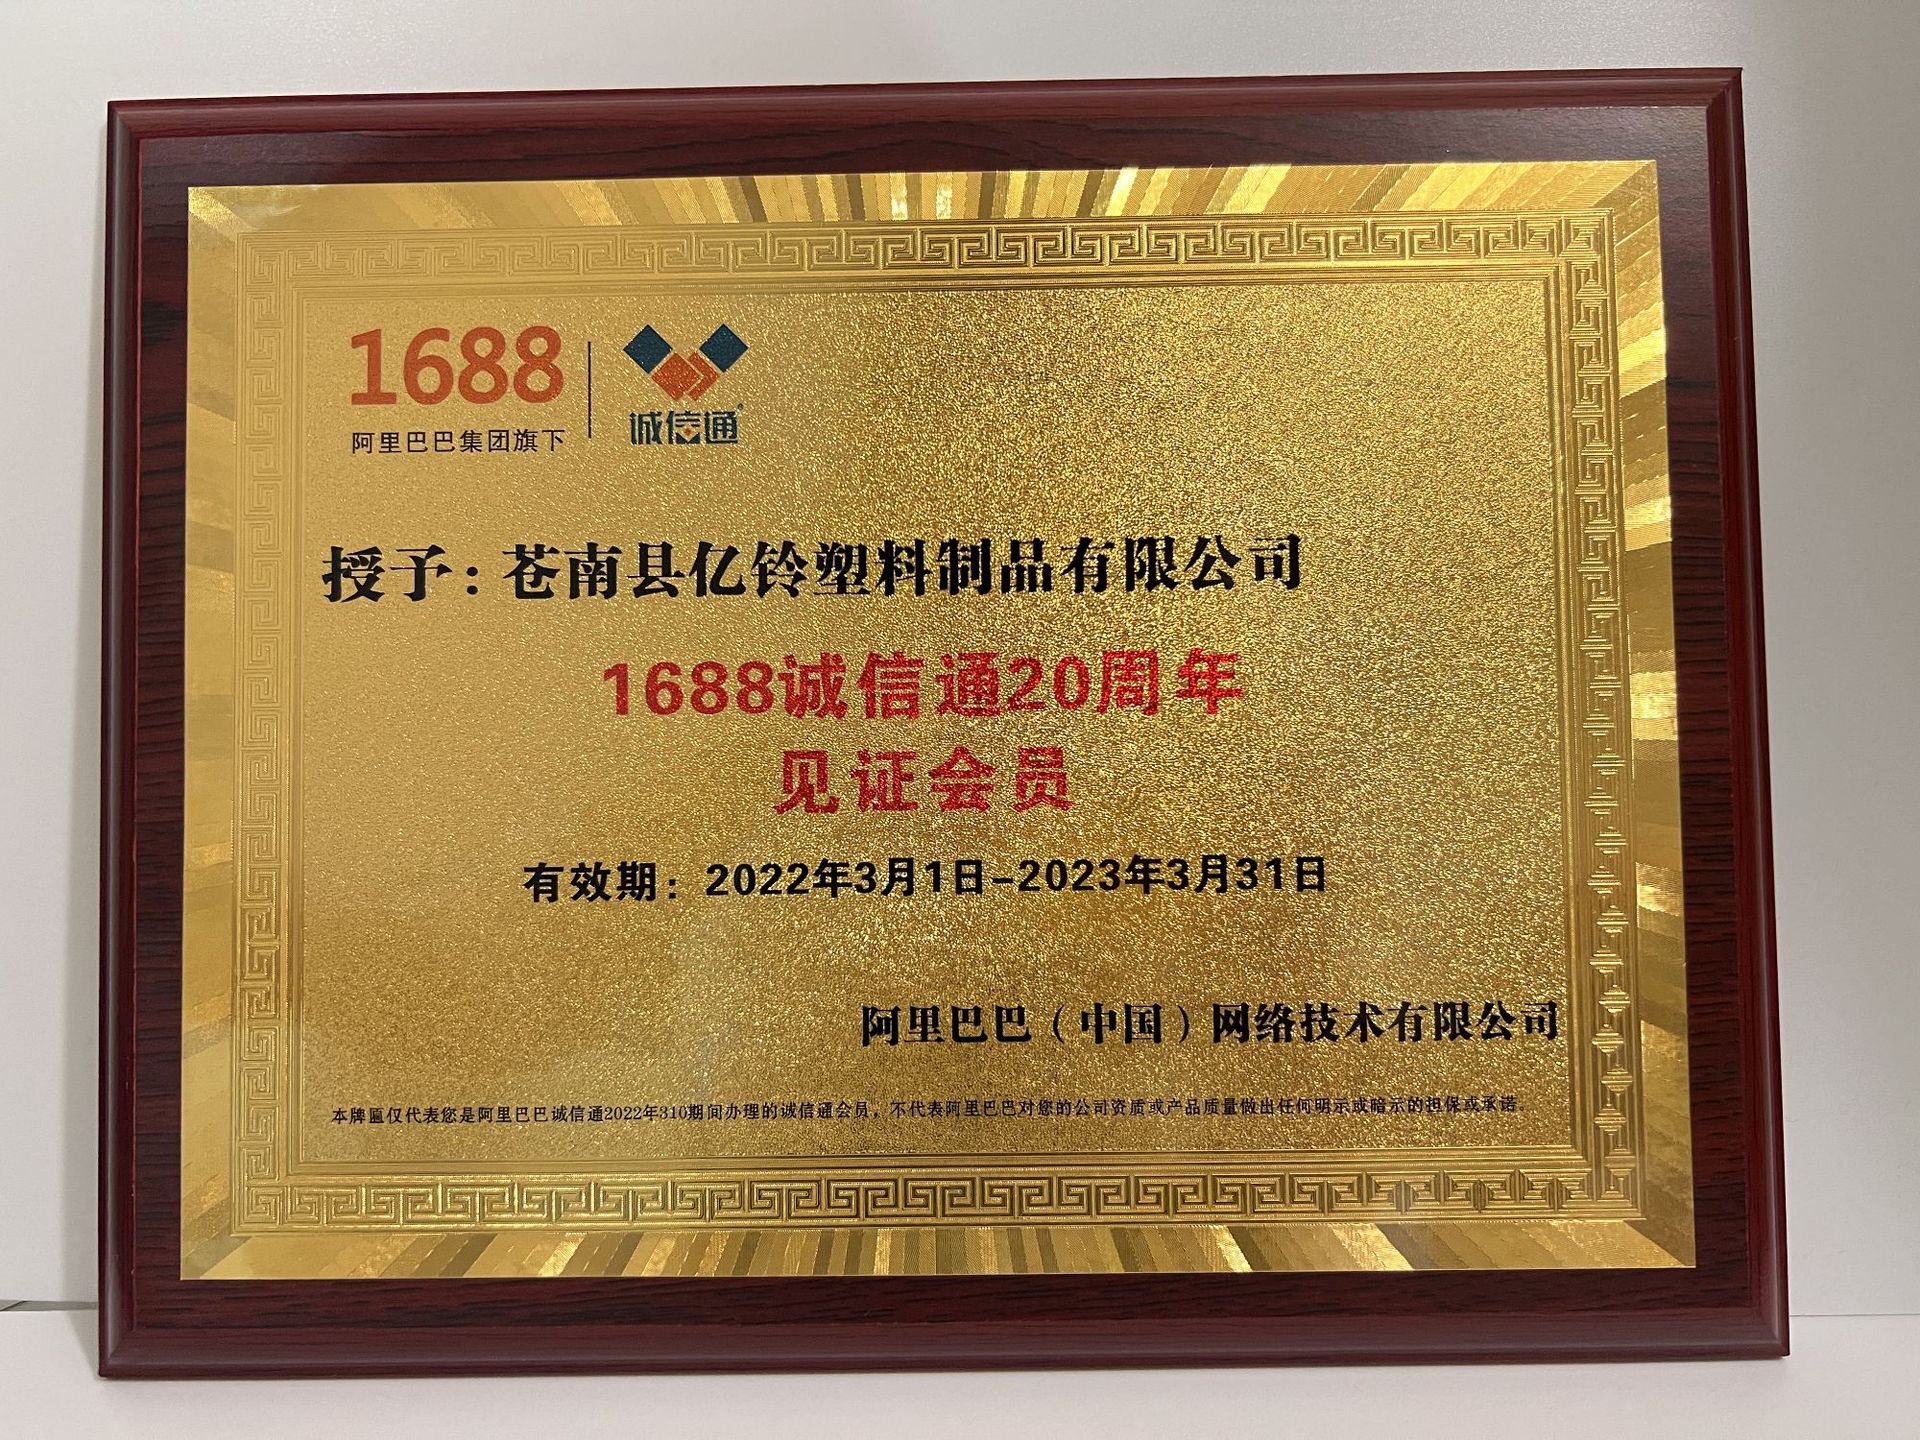 1688
阿里巴巴集团旗下
诚信通®
授予：苍南县亿铃塑料制品有限公司
1688诚信通20周年
见证会员
有效期：2022年3月1日-2023年3月31日
阿里巴巴（中国）网络技术有限公司
本牌匾仅代表您是阿里巴巴诚信通2022年310期间办理的诚信通会员，不代表阿里巴巴对您的公司资质或产品质量做出任何明示或暗示的担保或承诺。